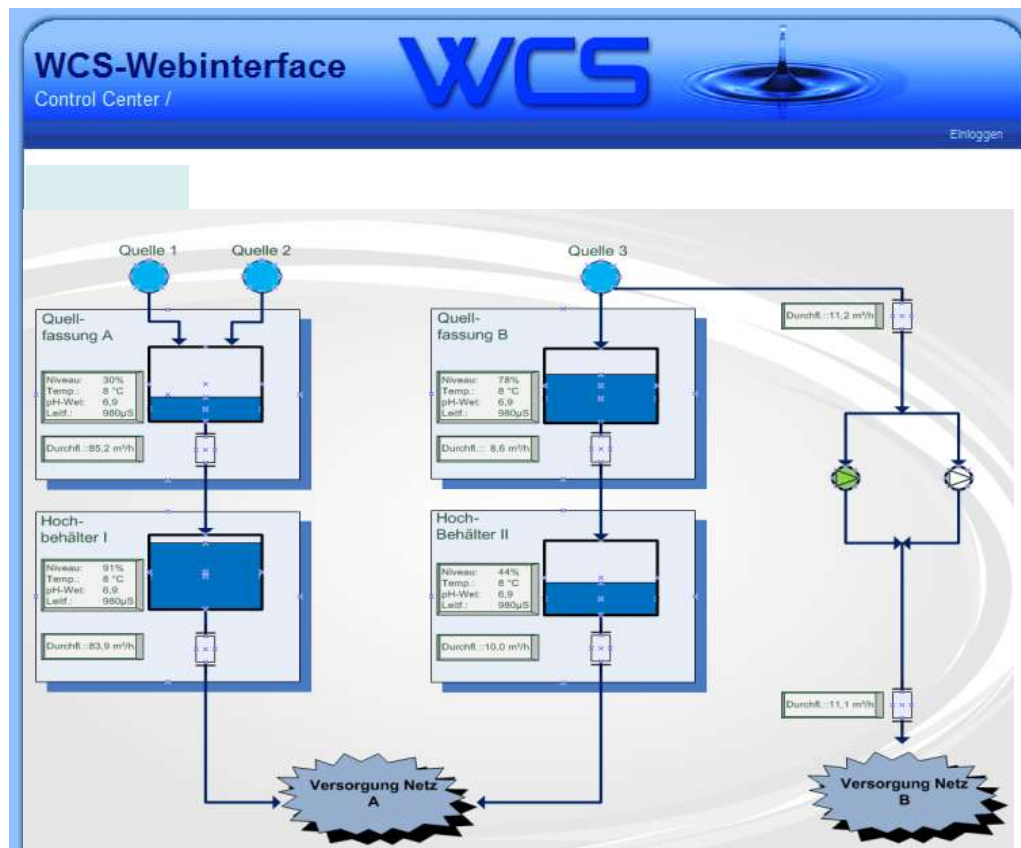 WCS-Webinterface
WCS
Control Center /
Einloggen
Quelle 1
Quelle 2
Quelle 3
Quell-
fassung A
Niveau: 30%
Temp.: 8 °C
pH-Wet: 6,9
Leitf.: 980µS
Durchfl.::85,2 m³/h
Quell-
fassung B
Niveau: 78%
Temp.: 8 °C
pH-Wet: 6,9
Leitf.: 980µS
Durchfl.:: 8,6 m³/h
Durchfl.::11,2 m³/h
Hoch-
behälter I
Niveau: 91%
Temp.: 8 °C
pH-Wet: 6,9
Leitf.: 980µS
Durchfl.::83,9 m³/h
Hoch-
Behälter II
Niveau: 44%
Temp.: 8 °C
pH-Wet: 6,9
Leitf.: 980µS
Durchfl.::10,0 m³/h
Durchfl.::11,1 m³/h
Versorgung Netz
A
Versorgung Netz
B